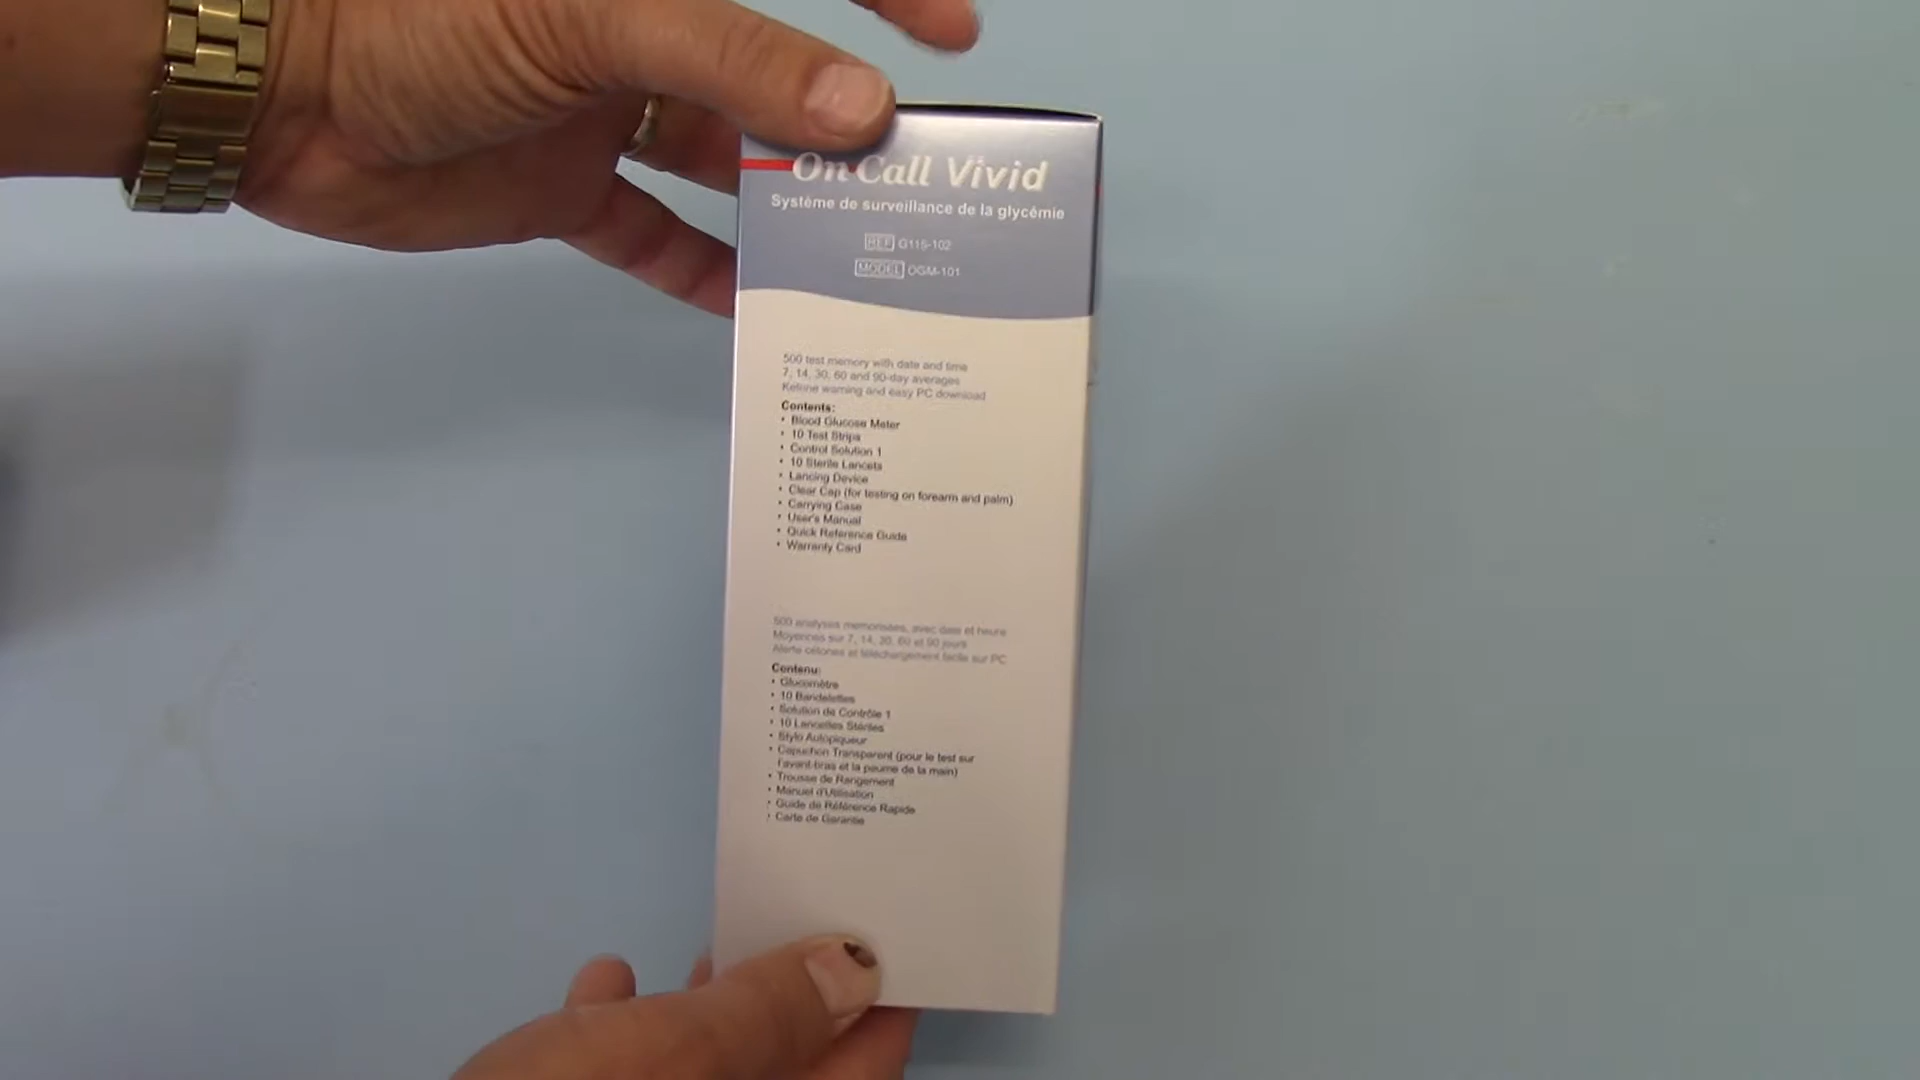 On Call Vivid
Système de surveillance de la glycémie
REF G115-102
MODEL OGM-101
500 test memory with date and time
7, 14, 30, 60 and 90-day averages
Ketone warning and easy PC download
Contents:
• Blood Glucose Meter
• 10 Test Strips
• Control Solution 1
• 10 Sterile Lancets
• Lancing Device
• Clear Cap (for testing on forearm and palm)
• Carrying Case
• User's Manual
• Quick Reference Guide
• Warranty Card
500 analyses mémorisées, avec date et heure
Moyennes sur 7, 14, 30, 60 et 90 jours
Alerte cétones et téléchargement facile sur PC
Contenu:
• Glucomètre
• 10 Bandelettes
• Solution de Contrôle 1
• 10 Lancettes Stériles
• Stylo Autopiqueur
• Capuchon Transparent (pour le test sur
l'avant-bras et la paume de la main)
• Trousse de Rangement
• Manuel d'Utilisation
• Guide de Référence Rapide
• Carte de Garantie